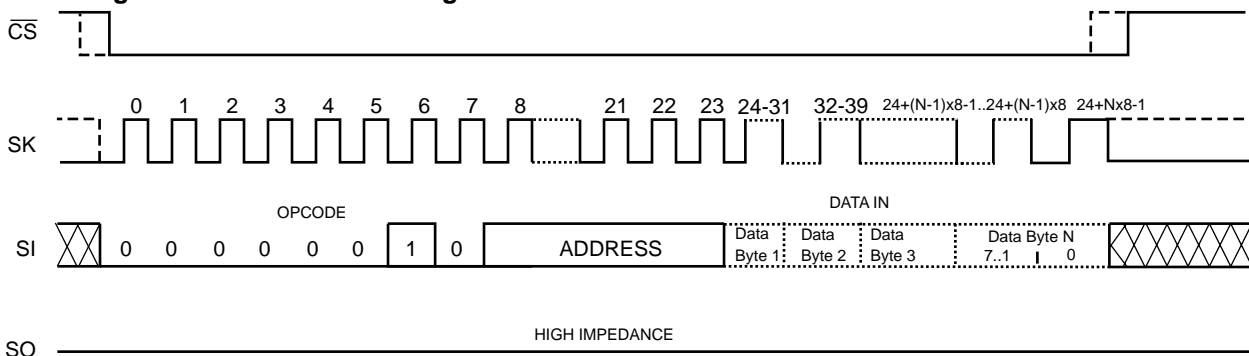 CS
0 1 2 3 4 5 6 7 8 21 22 23 24-31 32-39 24+(N-1)x8-1..24+(N-1)x8 24+Nx8-1
SK
OPCODE DATA IN
SI 0 0 0 0 0 0 1 0 ADDRESS
Data Byte 1
Data Byte 2
Data Byte 3
Data Byte N
7..1 0
HIGH IMPEDANCE
SO